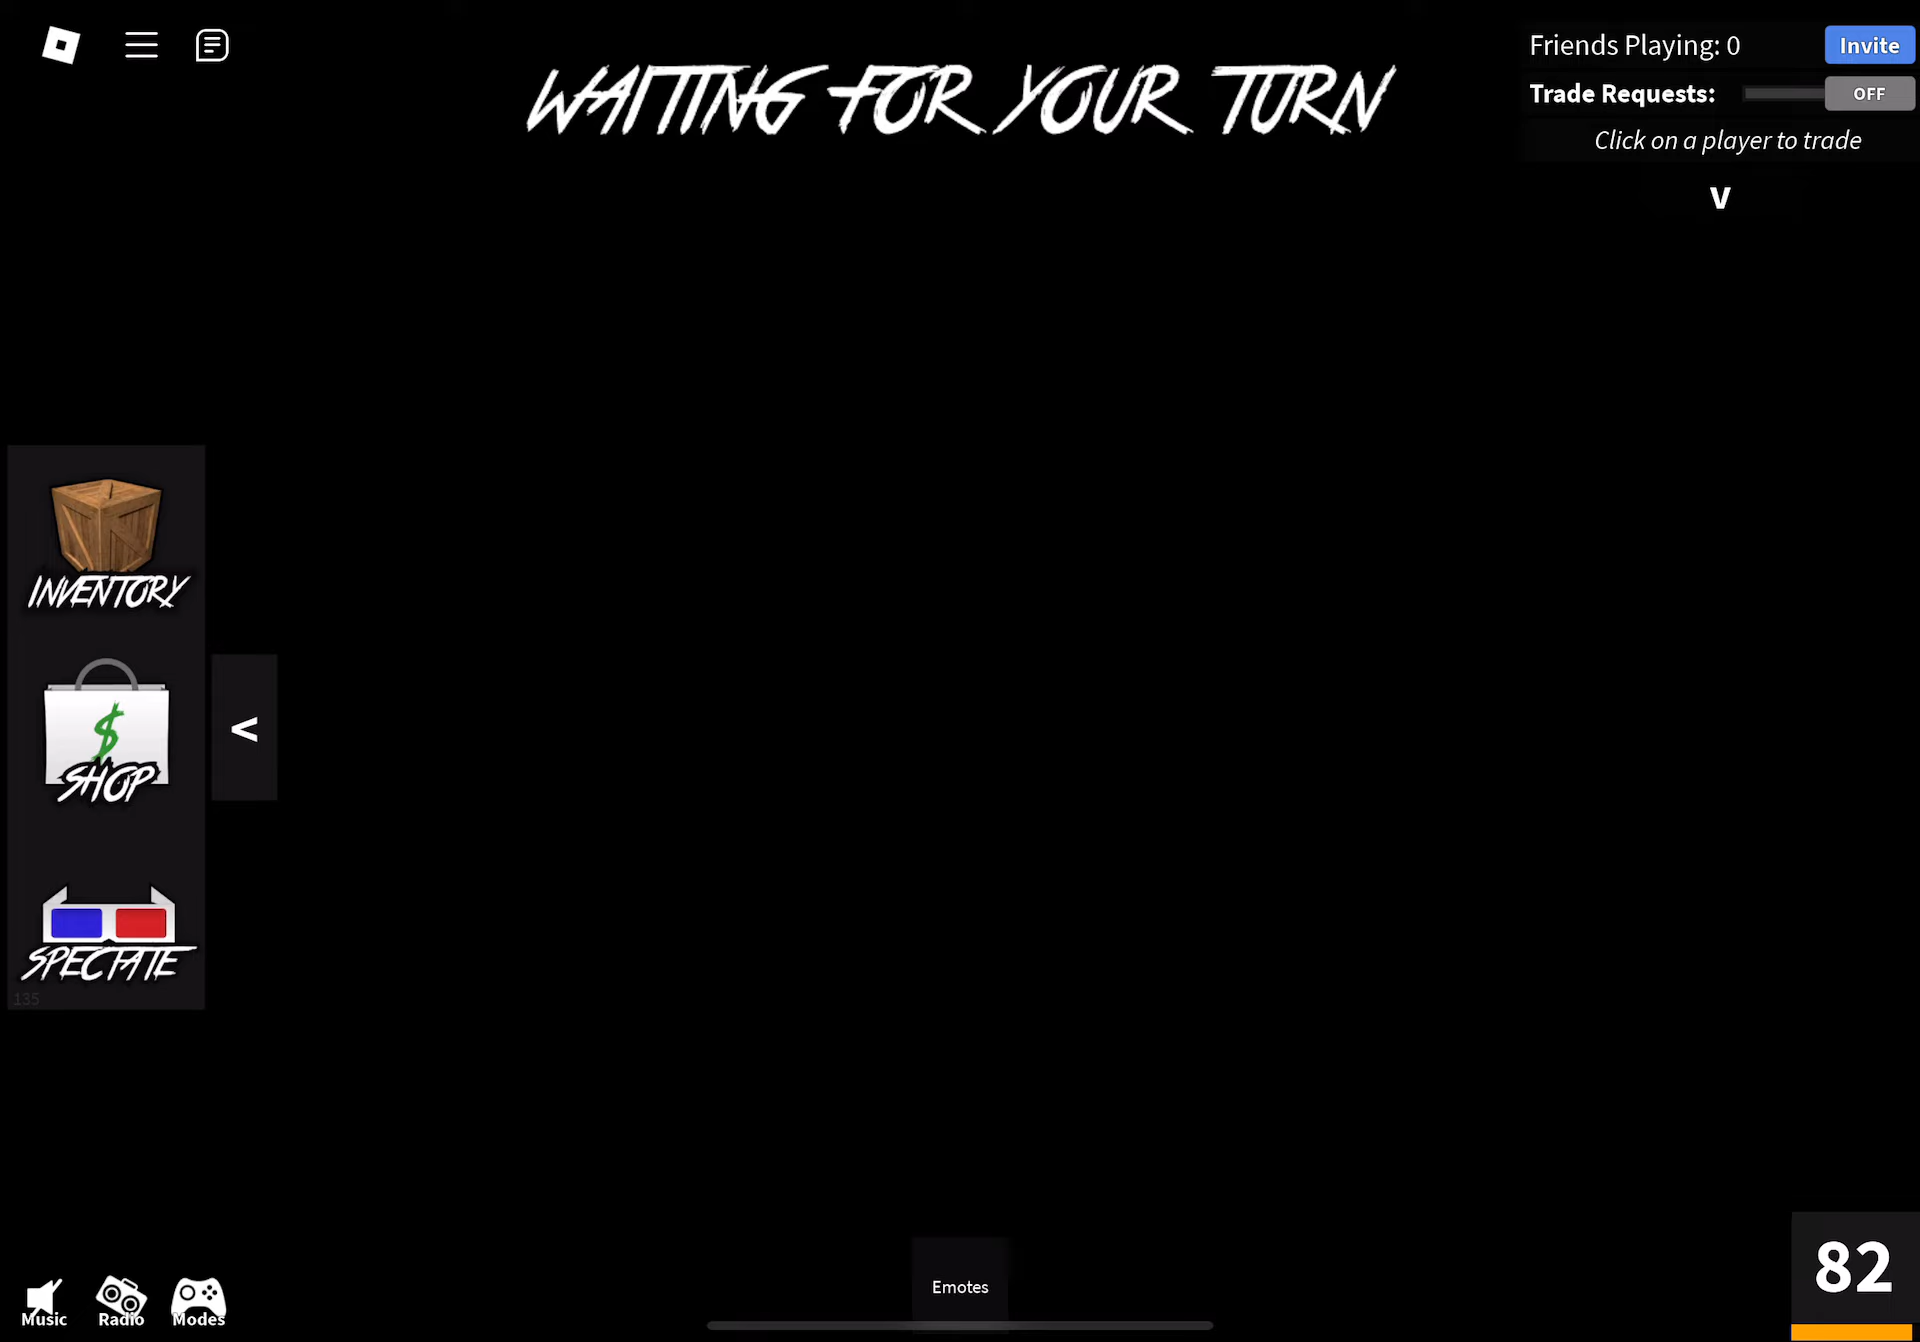 WAITING FOR YOUR TURN
Friends Playing: 0
Invite
Trade Requests:
OFF
Click on a player to trade
V
INVENTORY
$
SHOP
<
SPECTATE
135
Emotes
82
Music
Radio
Modes